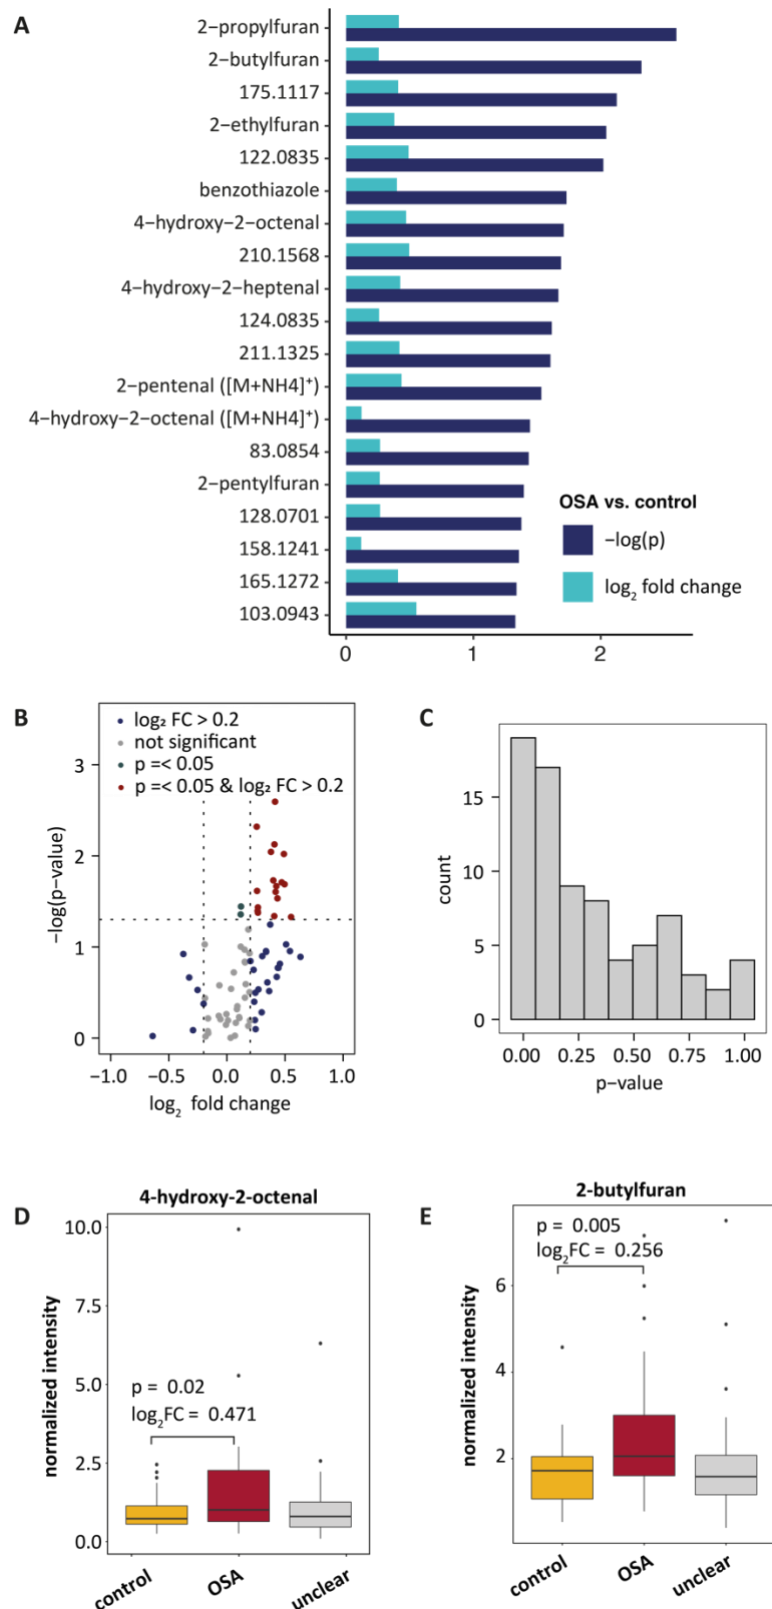 A
2−propylfuran
2−butylfuran
175.1117
2−ethylfuran
122.0835
benzothiazole
4−hydroxy−2−octenal
210.1568
4−hydroxy−2−heptenal
124.0835
211.1325
2−pentenal ([M+NH4]⁺)
4−hydroxy−2−octenal ([M+NH4]⁺)
83.0854
2−pentylfuran
128.0701
158.1241
165.1272
103.0943
OSA vs. control
−log(p)
log₂ fold change
0 1 2
B
log₂ FC > 0.2
not significant
p =< 0.05
p =< 0.05 & log₂ FC > 0.2
−log(p−value)
3
2
1
0
−1.0 −0.5 0.0 0.5 1.0
log₂ fold change
C
count
15
10
5
0
0.00 0.25 0.50 0.75 1.00
p−value
D
4-hydroxy-2-octenal
normalized intensity
10.0
7.5
5.0
2.5
0.0
p = 0.02
log₂FC = 0.471
control OSA unclear
E
2-butylfuran
normalized intensity
p = 0.005
log₂FC = 0.256
6
4
2
control OSA unclear